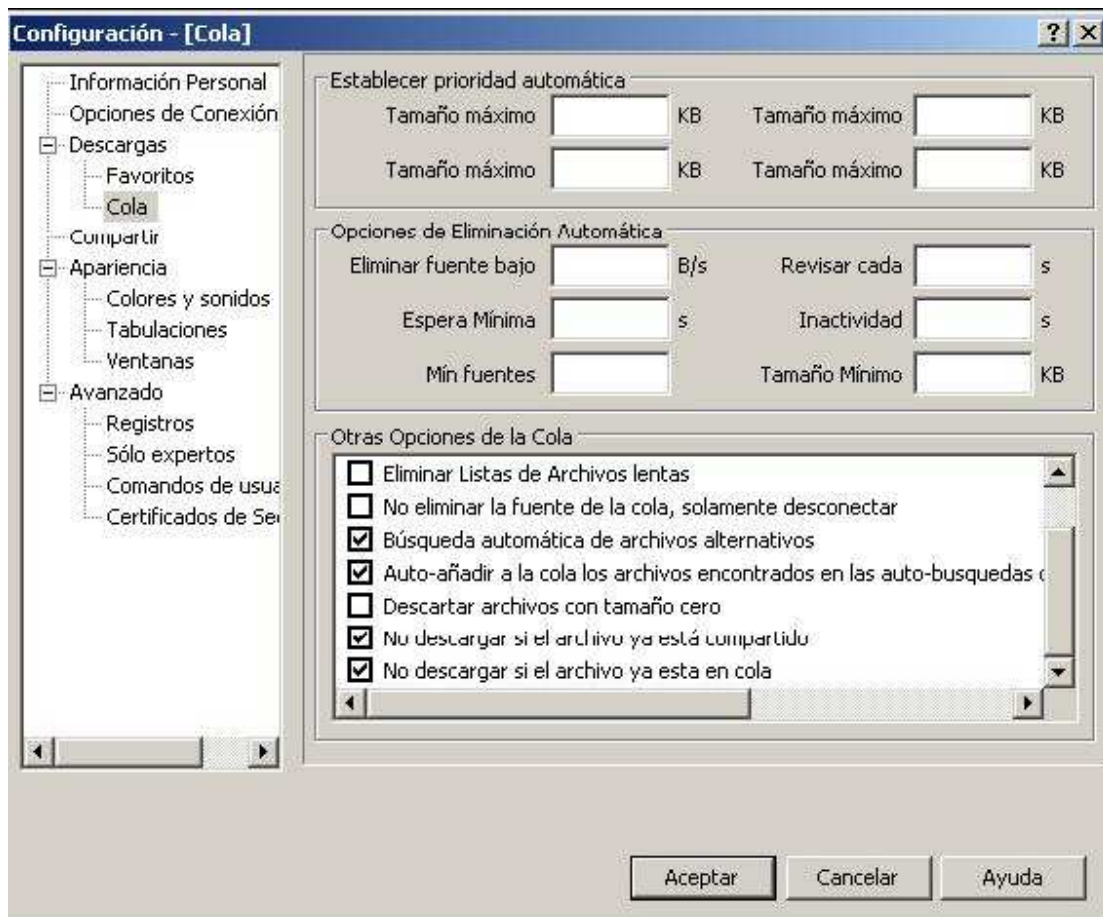 Configuración - [Cola]
Información Personal
Opciones de Conexión
Descargas
Favoritos
Cola
Compartir
Apariencia
Colores y sonidos
Tabulaciones
Ventanas
Avanzado
Registros
Sólo expertos
Comandos de usua
Certificados de Se
Establecer prioridad automática
Tamaño máximo KB Tamaño máximo KB
Tamaño máximo KB Tamaño máximo KB
Opciones de Eliminación Automática
Eliminar fuente bajo B/s Revisar cada s
Espera Mínima s Inactividad s
Mín fuentes Tamaño Mínimo KB
Otras Opciones de la Cola
Eliminar Listas de Archivos lentas
No eliminar la fuente de la cola, solamente desconectar
Búsqueda automática de archivos alternativos
Auto-añadir a la cola los archivos encontrados en las auto-busquedas
Descartar archivos con tamaño cero
No descargar si el archivo ya está compartido
No descargar si el archivo ya esta en cola
Aceptar Cancelar Ayuda